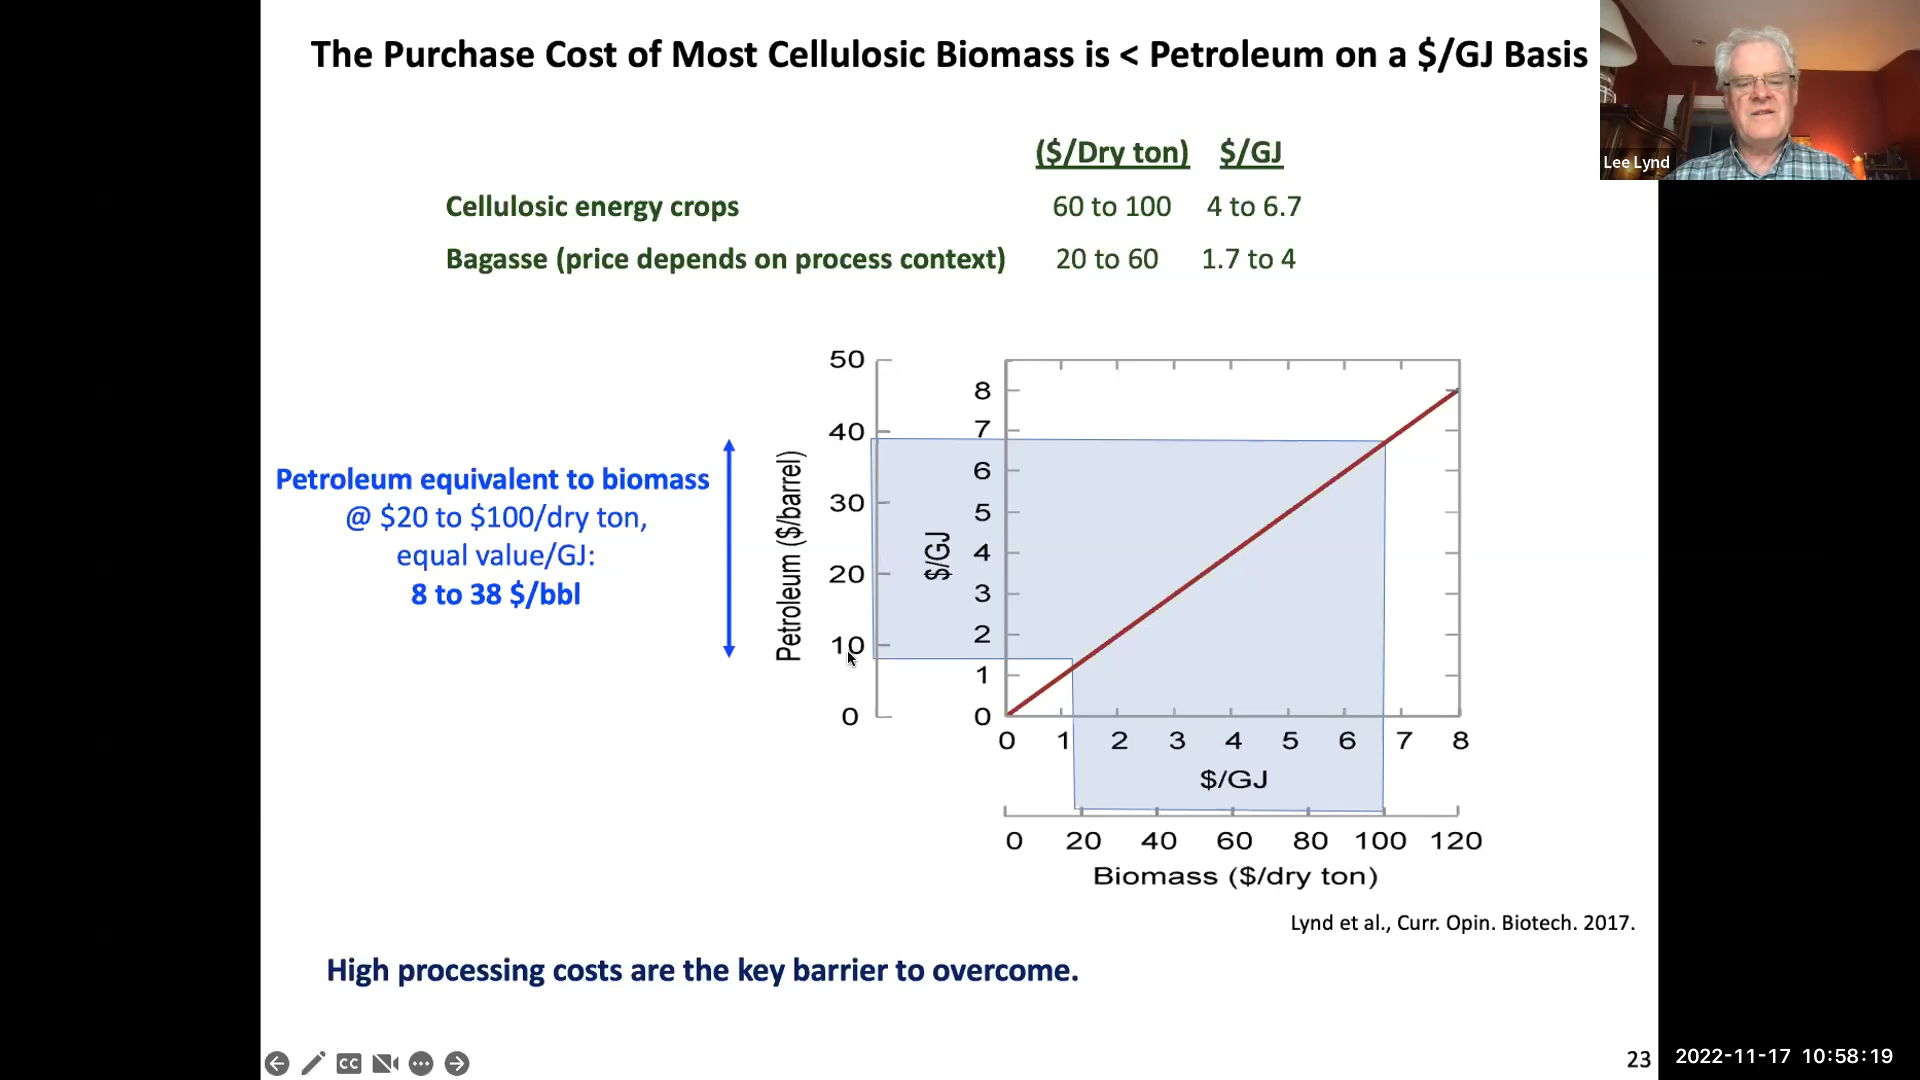 The Purchase Cost of Most Cellulosic Biomass is < Petroleum on a $/GJ Basis
Lee Lynd
($/Dry ton) $/GJ
Cellulosic energy crops 60 to 100 4 to 6.7
Bagasse (price depends on process context) 20 to 60 1.7 to 4
Petroleum equivalent to biomass
@ $20 to $100/dry ton,
equal value/GJ:
8 to 38 $/bbl
Petroleum ($/barrel)
50
40
30
20
10
0
$/GJ
8
7
6
5
4
3
2
1
0
0 1 2 3 4 5 6 7 8
$/GJ
0 20 40 60 80 100 120
Biomass ($/dry ton)
Lynd et al., Curr. Opin. Biotech. 2017.
High processing costs are the key barrier to overcome.
CC
23
2022-11-17 10:58:19